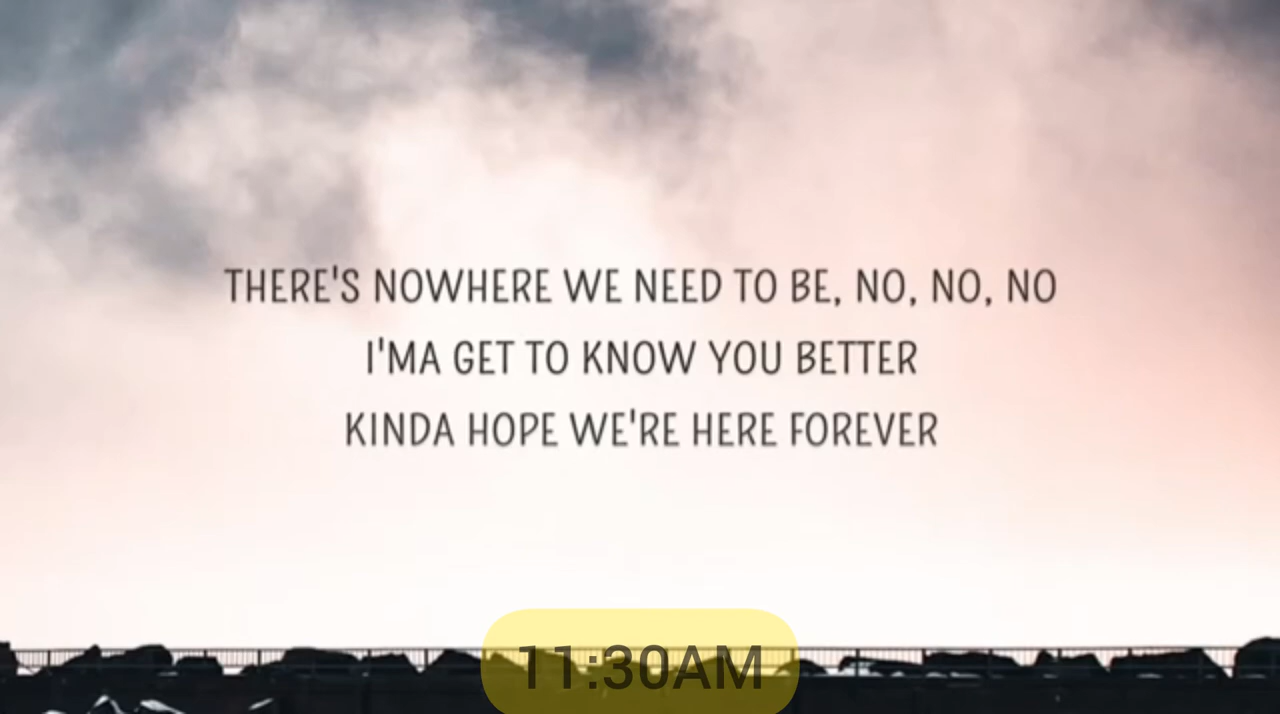 THERE'S NOWHERE WE NEED TO BE, NO, NO, NO
I'MA GET TO KNOW YOU BETTER
KINDA HOPE WE'RE HERE FOREVER
11:30AM